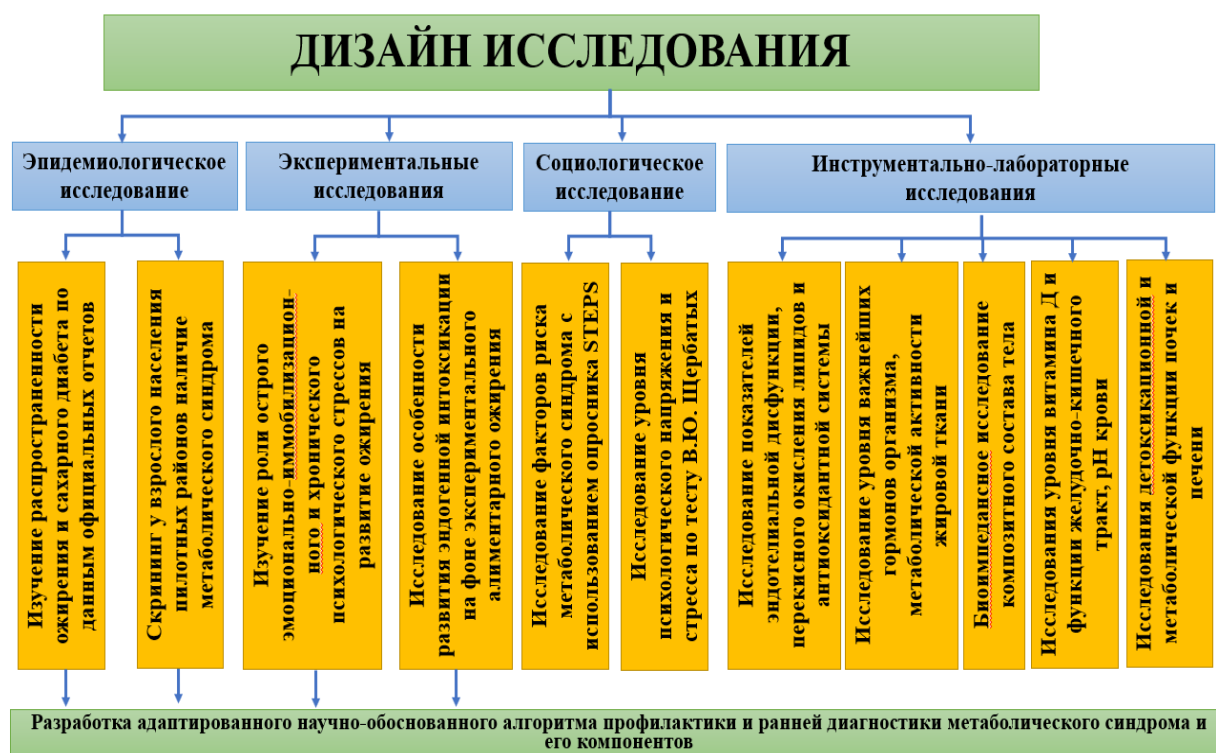 ДИЗАЙН ИССЛЕДОВАНИЯ
Эпидемиологическое
исследование
Экспериментальные
исследования
Социологическое
исследование
Инструментально-лабораторные
исследования
Изучение распространенности
ожирения и сахарного диабета по
данным официальных отчетов
Скрининг у взрослого населения
пилотных районов наличие
метаболического синдрома
Изучение роли острого
эмоционально-иммобилизацион-
ного и хронического
психологического стрессов на
развитие ожирения
Исследование особенности
развития эндогенной интоксикации
на фоне экспериментального
алиментарного ожирения
Исследование факторов риска
метаболического синдрома с
использованием опросника STEPS
Исследование уровня
психологического напряжения и
стресса по тесту В.Ю. Щербатых
Исследование показателей
эндотелиальной дисфункции,
перекисного окисления липидов и
антиоксидантной системы
Исследование уровня важнейших
гормонов организма,
метаболической активности
жировой ткани
Биоимпедансное исследование
композитного состава тела
Исследования уровня витамина Д и
функции желудочно-кишечного
тракт, рН крови
Исследования детоксикационной и
метаболической функции почек и
печени
Разработка адаптированного научно-обоснованного алгоритма профилактики и ранней диагностики метаболического синдрома и
его компонентов